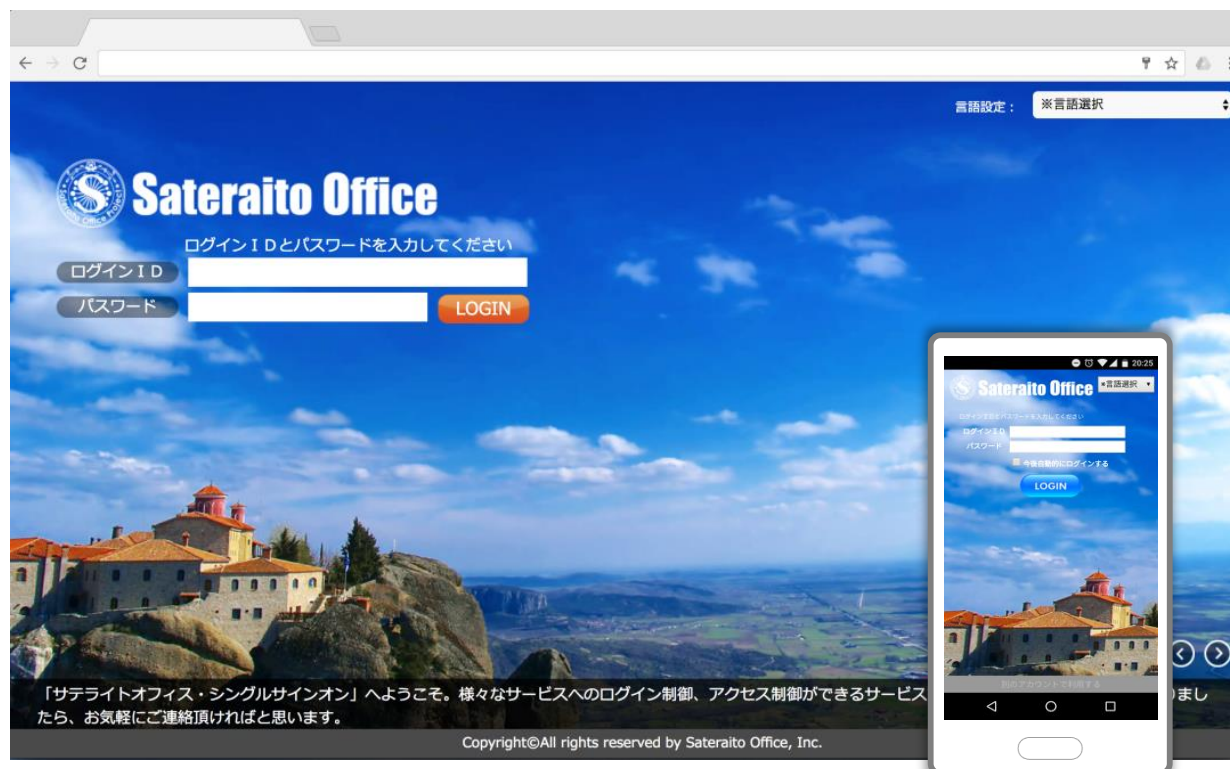 言語設定：
※言語選択
Sateraito Office Project
Sateraito Office
ログインＩＤとパスワードを入力してください
ログインＩＤ
パスワード
LOGIN
「サテライトオフィス・シングルサインオン」へようこそ。様々なサービスへのログイン制御、アクセス制御ができるサービス
りまし
たら、お気軽にご連絡頂ければと思います。
Copyright©All rights reserved by Sateraito Office, Inc.
20:25
Sateraito Office
※言語選択
ログインＩＤとパスワードを入力してください
ログインＩＤ
パスワード
今後自動的にログインする
LOGIN
別のアカウントで利用する